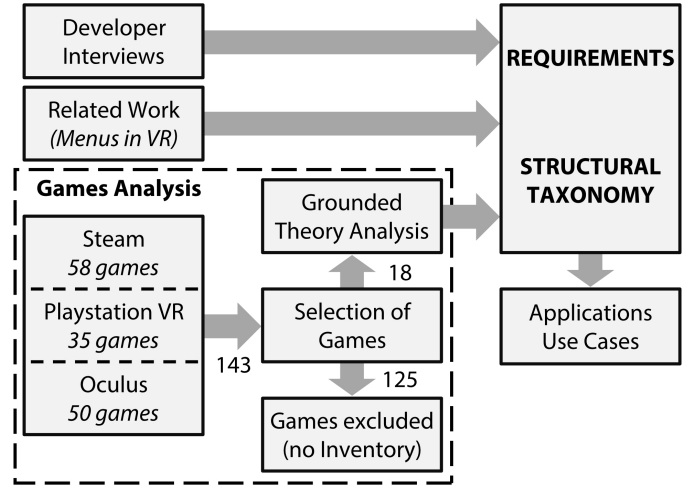 Developer
Interviews
Related Work
(Menus in VR)
REQUIREMENTS
STRUCTURAL
TAXONOMY
Games Analysis
Steam
58 games
Playstation VR
35 games
Oculus
50 games
143
Grounded
Theory Analysis
18
Selection of
Games
125
Games excluded
(no Inventory)
Applications
Use Cases